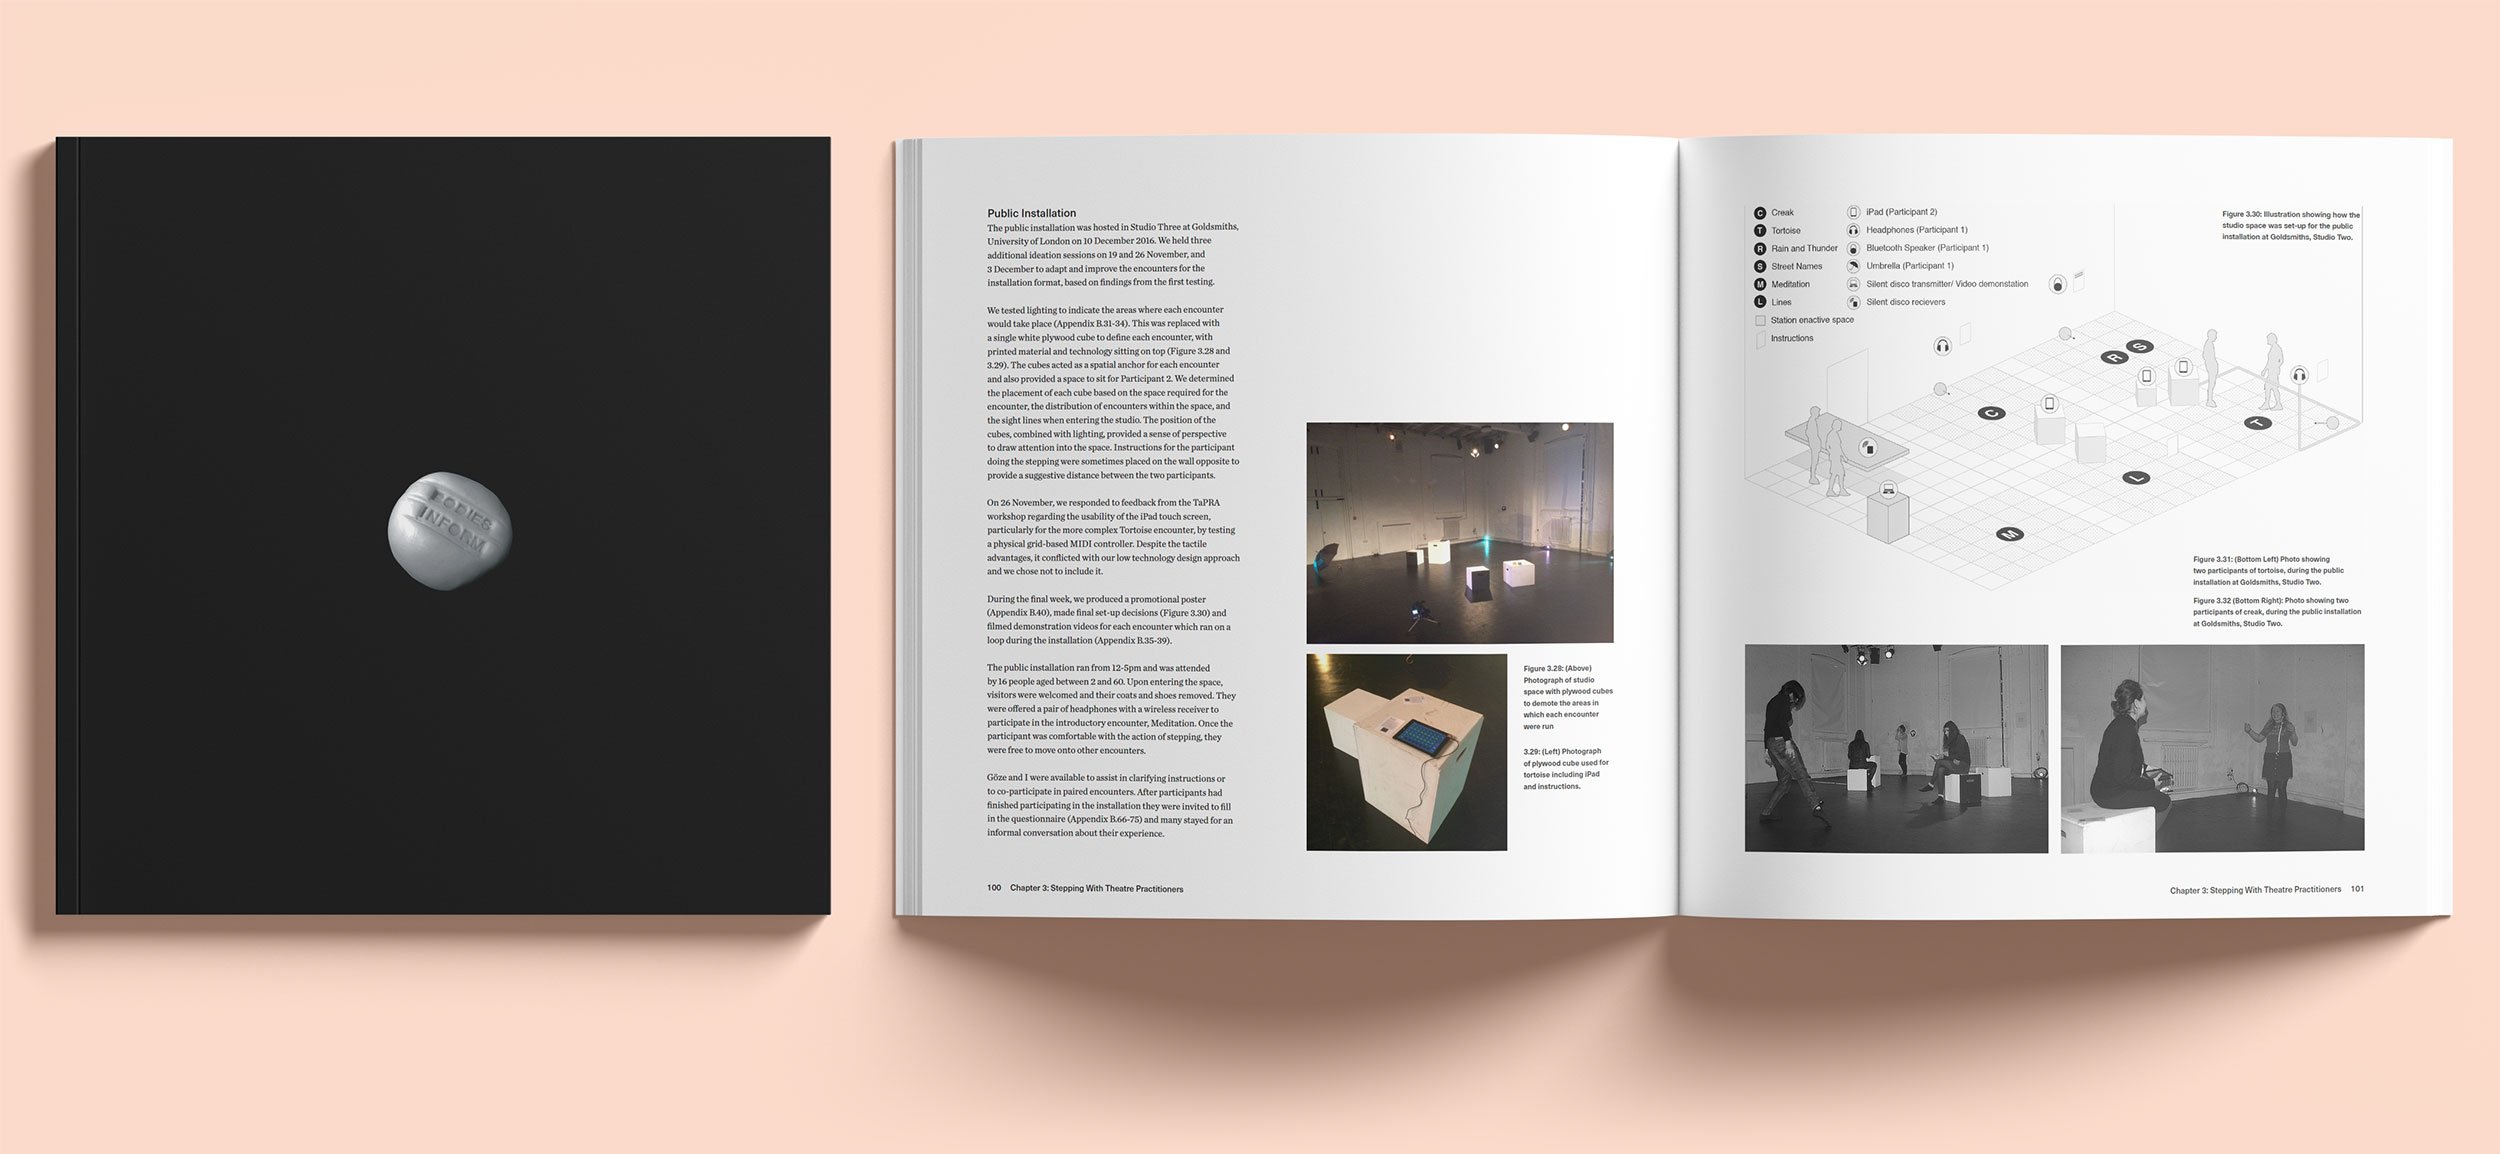 BODIES
INFORM
Public Installation
The public installation was hosted in Studio Three at Goldsmiths,
University of London on 10 December 2016. We held three
additional ideation sessions on 19 and 26 November, and
3 December to adapt and improve the encounters for the
installation format, based on findings from the first testing.
We tested lighting to indicate the areas where each encounter
would take place (Appendix B.31-34). This was replaced with
a single white plywood cube to define each encounter, with
printed material and technology sitting on top (Figure 3.28 and
3.29). The cubes acted as a spatial anchor for each encounter
and also provided a space to sit for Participant 2. We determined
the placement of each cube based on the space required for the
encounter, the distribution of encounters within the space, and
the sight lines when entering the studio. The position of the
cubes, combined with lighting, provided a sense of perspective
to draw attention into the space. Instructions for the participant
doing the stepping were sometimes placed on the wall opposite to
provide a suggestive distance between the two participants.
On 26 November, we responded to feedback from the TaPRA
workshop regarding the usability of the iPad touch screen,
particularly for the more complex Tortoise encounter, by testing
a physical grid-based MIDI controller. Despite the tactile
advantages, it conflicted with our low technology design approach
and we chose not to include it.
During the final week, we produced a promotional poster
(Appendix B.40), made final set-up decisions (Figure 3.30) and
filmed demonstration videos for each encounter which ran on a
loop during the installation (Appendix B.35-39).
The public installation ran from 12-5pm and was attended
by 16 people aged between 2 and 60. Upon entering the space,
visitors were welcomed and their coats and shoes removed. They
were offered a pair of headphones with a wireless receiver to
participate in the introductory encounter, Meditation. Once the
participant was comfortable with the action of stepping, they
were free to move onto other encounters.
Göze and I were available to assist in clarifying instructions or
to co-participate in paired encounters. After participants had
finished participating in the installation they were invited to fill
in the questionnaire (Appendix B.66-75) and many stayed for an
informal conversation about their experience.
Figure 3.28: (Above)
Photograph of studio
space with plywood cubes
to demote the areas in
which each encounter
were run
3.29: (Left) Photograph
of plywood cube used for
tortoise including iPad
and instructions.
100 Chapter 3: Stepping With Theatre Practitioners
C Creak
T Tortoise
R Rain and Thunder
S Street Names
M Meditation
L Lines
Station enactive space
Instructions
iPad (Participant 2)
Headphones (Participant 1)
Bluetooth Speaker (Participant 1)
Umbrella (Participant 1)
Silent disco transmitter/ Video demonstation
Silent disco recievers
Figure 3.30: Illustration showing how the
studio space was set-up for the public
installation at Goldsmiths, Studio Two.
R
S
C
T
L
M
Figure 3.31: (Bottom Left) Photo showing
two participants of tortoise, during the public
installation at Goldsmiths, Studio Two.
Figure 3.32 (Bottom Right): Photo showing two
participants of creak, during the public installation
at Goldsmiths, Studio Two.
Chapter 3: Stepping With Theatre Practitioners 101